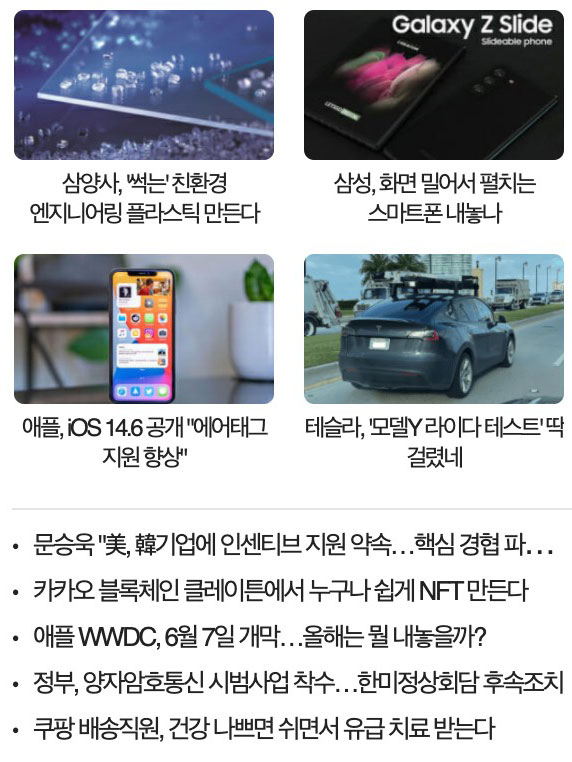 Galaxy Z Slide
Slideable phone
삼양사, '썩는' 친환경
엔지니어링 플라스틱 만든다
삼성, 화면 밀어서 펼치는
스마트폰 내놓나
애플, iOS 14.6 공개 "에어태그
지원 향상"
테슬라, '모델Y 라이다 테스트' 딱
걸렸네
• 문승욱 "美, 韓기업에 인센티브 지원 약속…핵심 경협 파…
• 카카오 블록체인 클레이튼에서 누구나 쉽게 NFT 만든다
• 애플 WWDC, 6월 7일 개막…올해는 뭘 내놓을까?
• 정부, 양자암호통신 시범사업 착수…한미정상회담 후속조치
• 쿠팡 배송직원, 건강 나쁘면 쉬면서 유급 치료 받는다